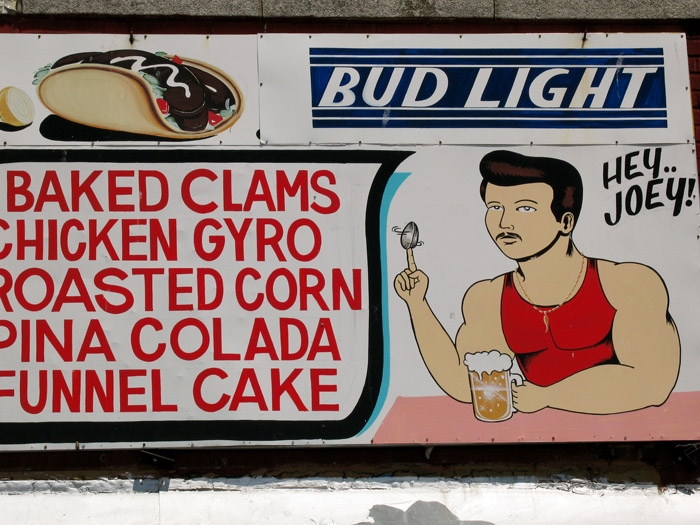 BUD LIGHT
BAKED CLAMS
CHICKEN GYRO
ROASTED CORN
PINA COLADA
FUNNEL CAKE
HEY..
JOEY!